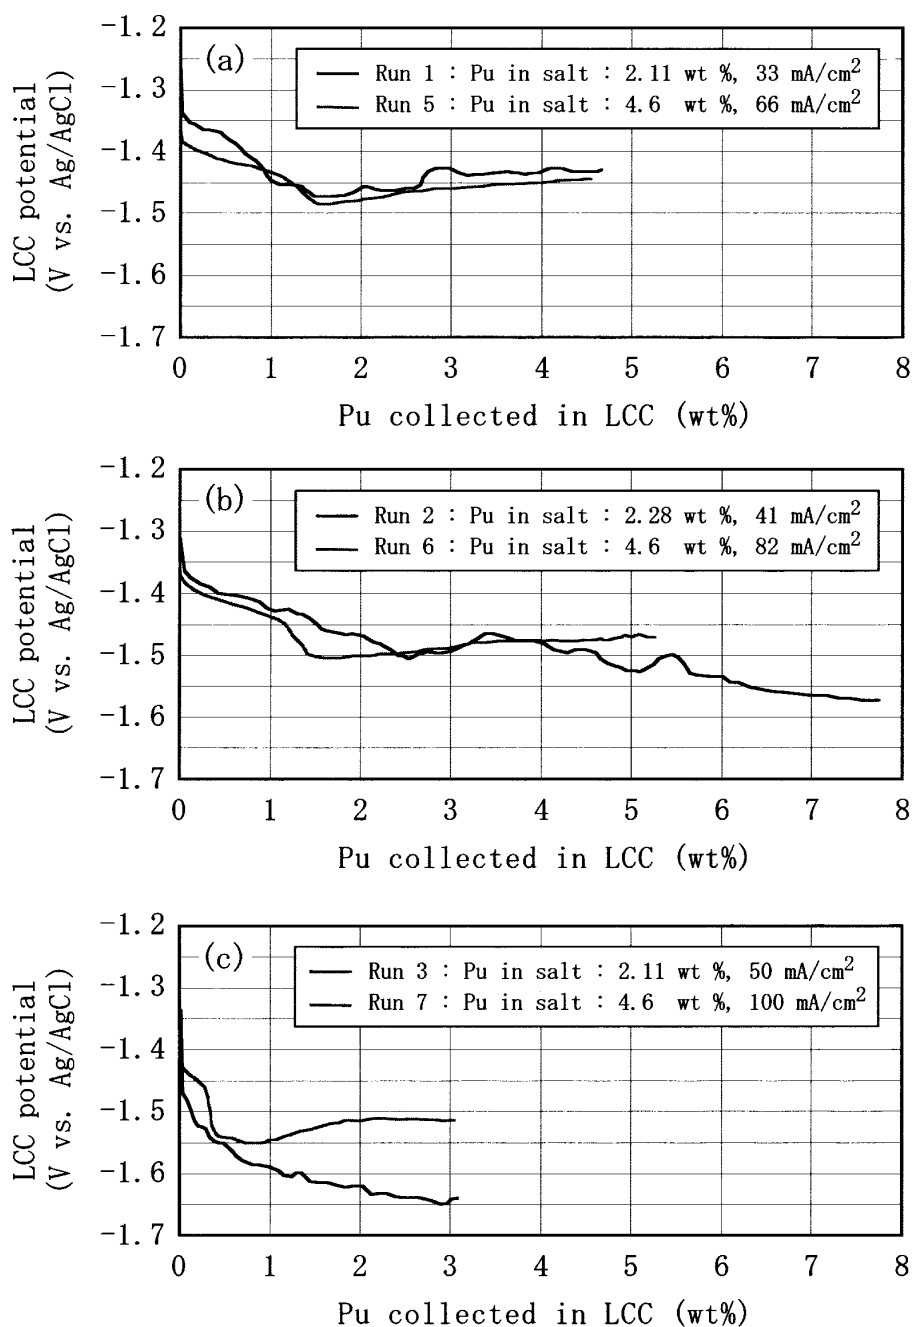 (a)
Run 1 : Pu in salt : 2.11 wt %, 33 mA/cm²
Run 5 : Pu in salt : 4.6 wt %, 66 mA/cm²
LCC potential
(V vs. Ag/AgCl)
-1.2
-1.3
-1.4
-1.5
-1.6
-1.7
0 1 2 3 4 5 6 7 8
Pu collected in LCC (wt%)
(b)
Run 2 : Pu in salt : 2.28 wt %, 41 mA/cm²
Run 6 : Pu in salt : 4.6 wt %, 82 mA/cm²
LCC potential
(V vs. Ag/AgCl)
-1.2
-1.3
-1.4
-1.5
-1.6
-1.7
0 1 2 3 4 5 6 7 8
Pu collected in LCC (wt%)
(c)
Run 3 : Pu in salt : 2.11 wt %, 50 mA/cm²
Run 7 : Pu in salt : 4.6 wt %, 100 mA/cm²
LCC potential
(V vs. Ag/AgCl)
-1.2
-1.3
-1.4
-1.5
-1.6
-1.7
0 1 2 3 4 5 6 7 8
Pu collected in LCC (wt%)